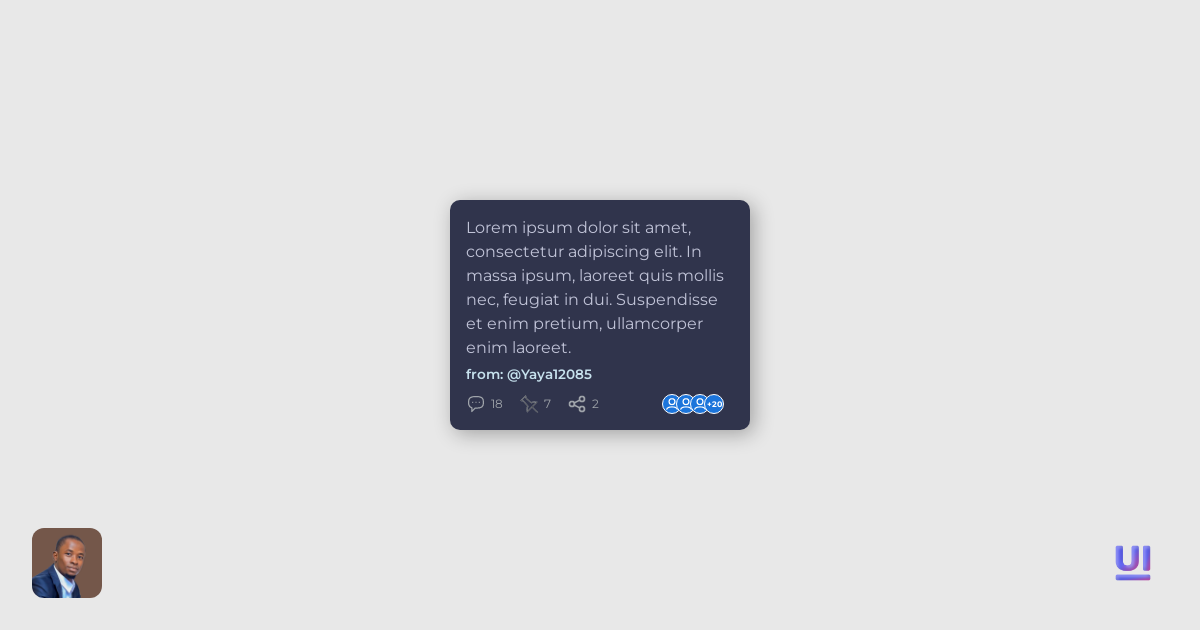 Lorem ipsum dolor sit amet,
consectetur adipiscing elit. In
massa ipsum, laoreet quis mollis
nec, feugiat in dui. Suspendisse
et enim pretium, ullamcorper
enim laoreet.
from: @Yaya12085
18 7 2 +20
UI